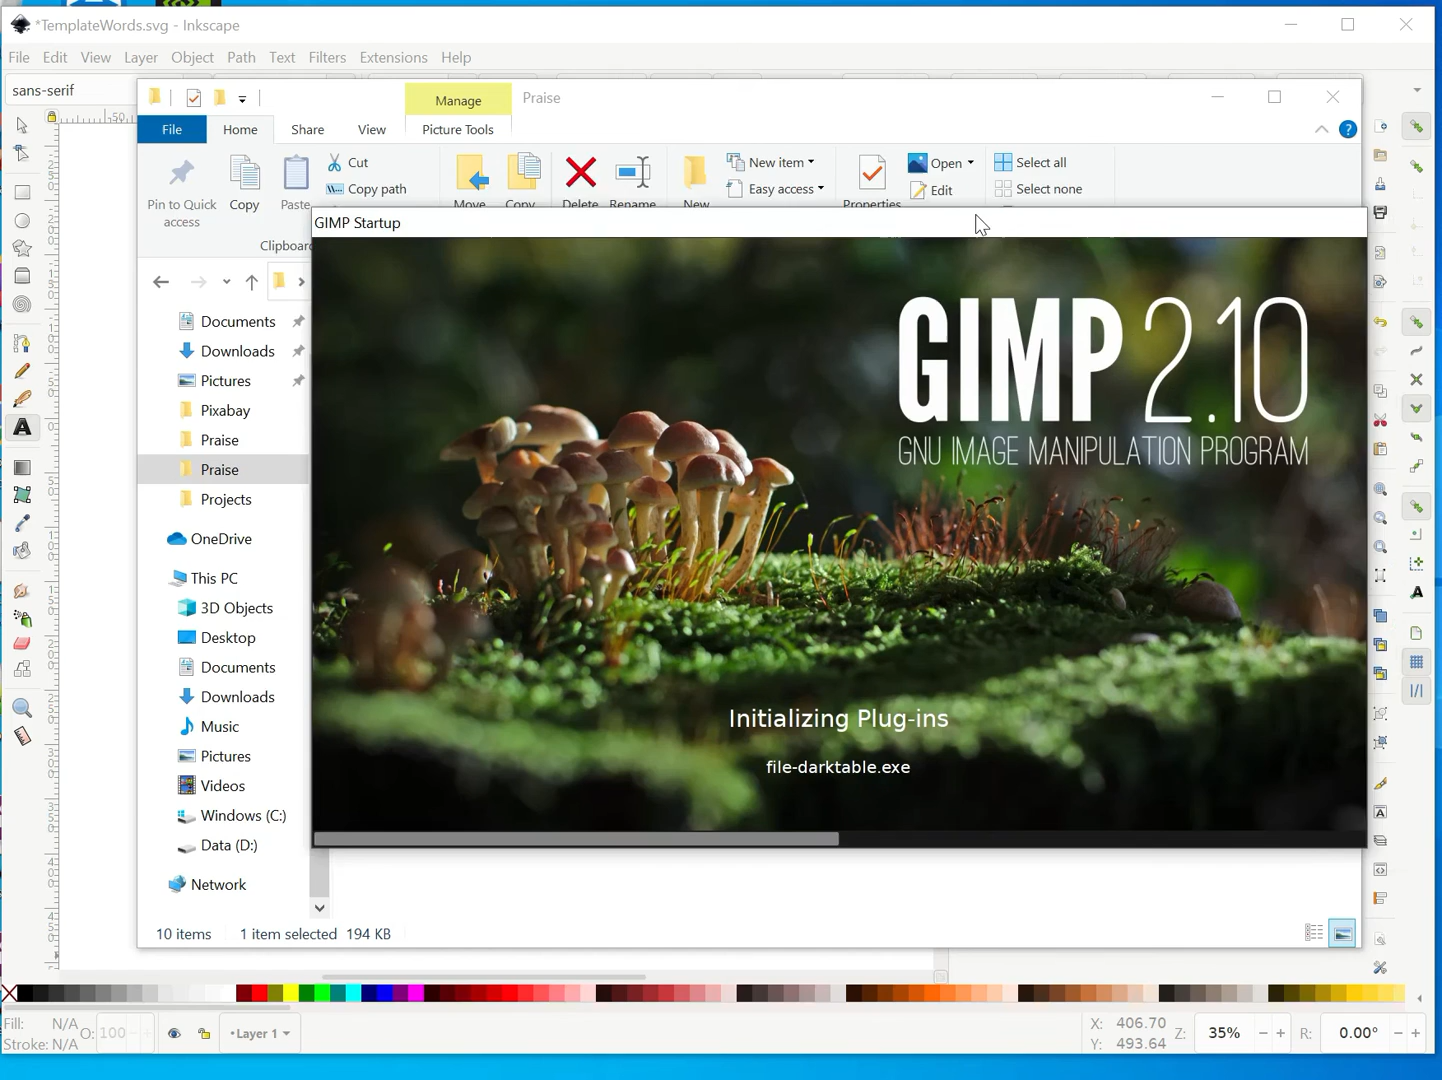 *TemplateWords.svg - Inkscape
File Edit View Layer Object Path Text Filters Extensions Help
sans-serif
Manage Praise
File Home Share View Picture Tools
Pin to Quick access
Copy
Paste
Cut
Copy path
Move
Copy
Delete
Rename
New
New item
Easy access
Properties
Open
Edit
Select all
Select none
Clipboard
GIMP Startup
GIMP 2.10
GNU IMAGE MANIPULATION PROGRAM
Initializing Plug-ins
file-darktable.exe
Documents
Downloads
Pictures
Pixabay
Praise
Praise
Projects
OneDrive
This PC
3D Objects
Desktop
Documents
Downloads
Music
Pictures
Videos
Windows (C:)
Data (D:)
Network
10 items 1 item selected 194 KB
Fill: N/A O: 100
Stroke: N/A
•Layer 1
X: 406.70 Z: 35% R: 0.00°
Y: 493.64